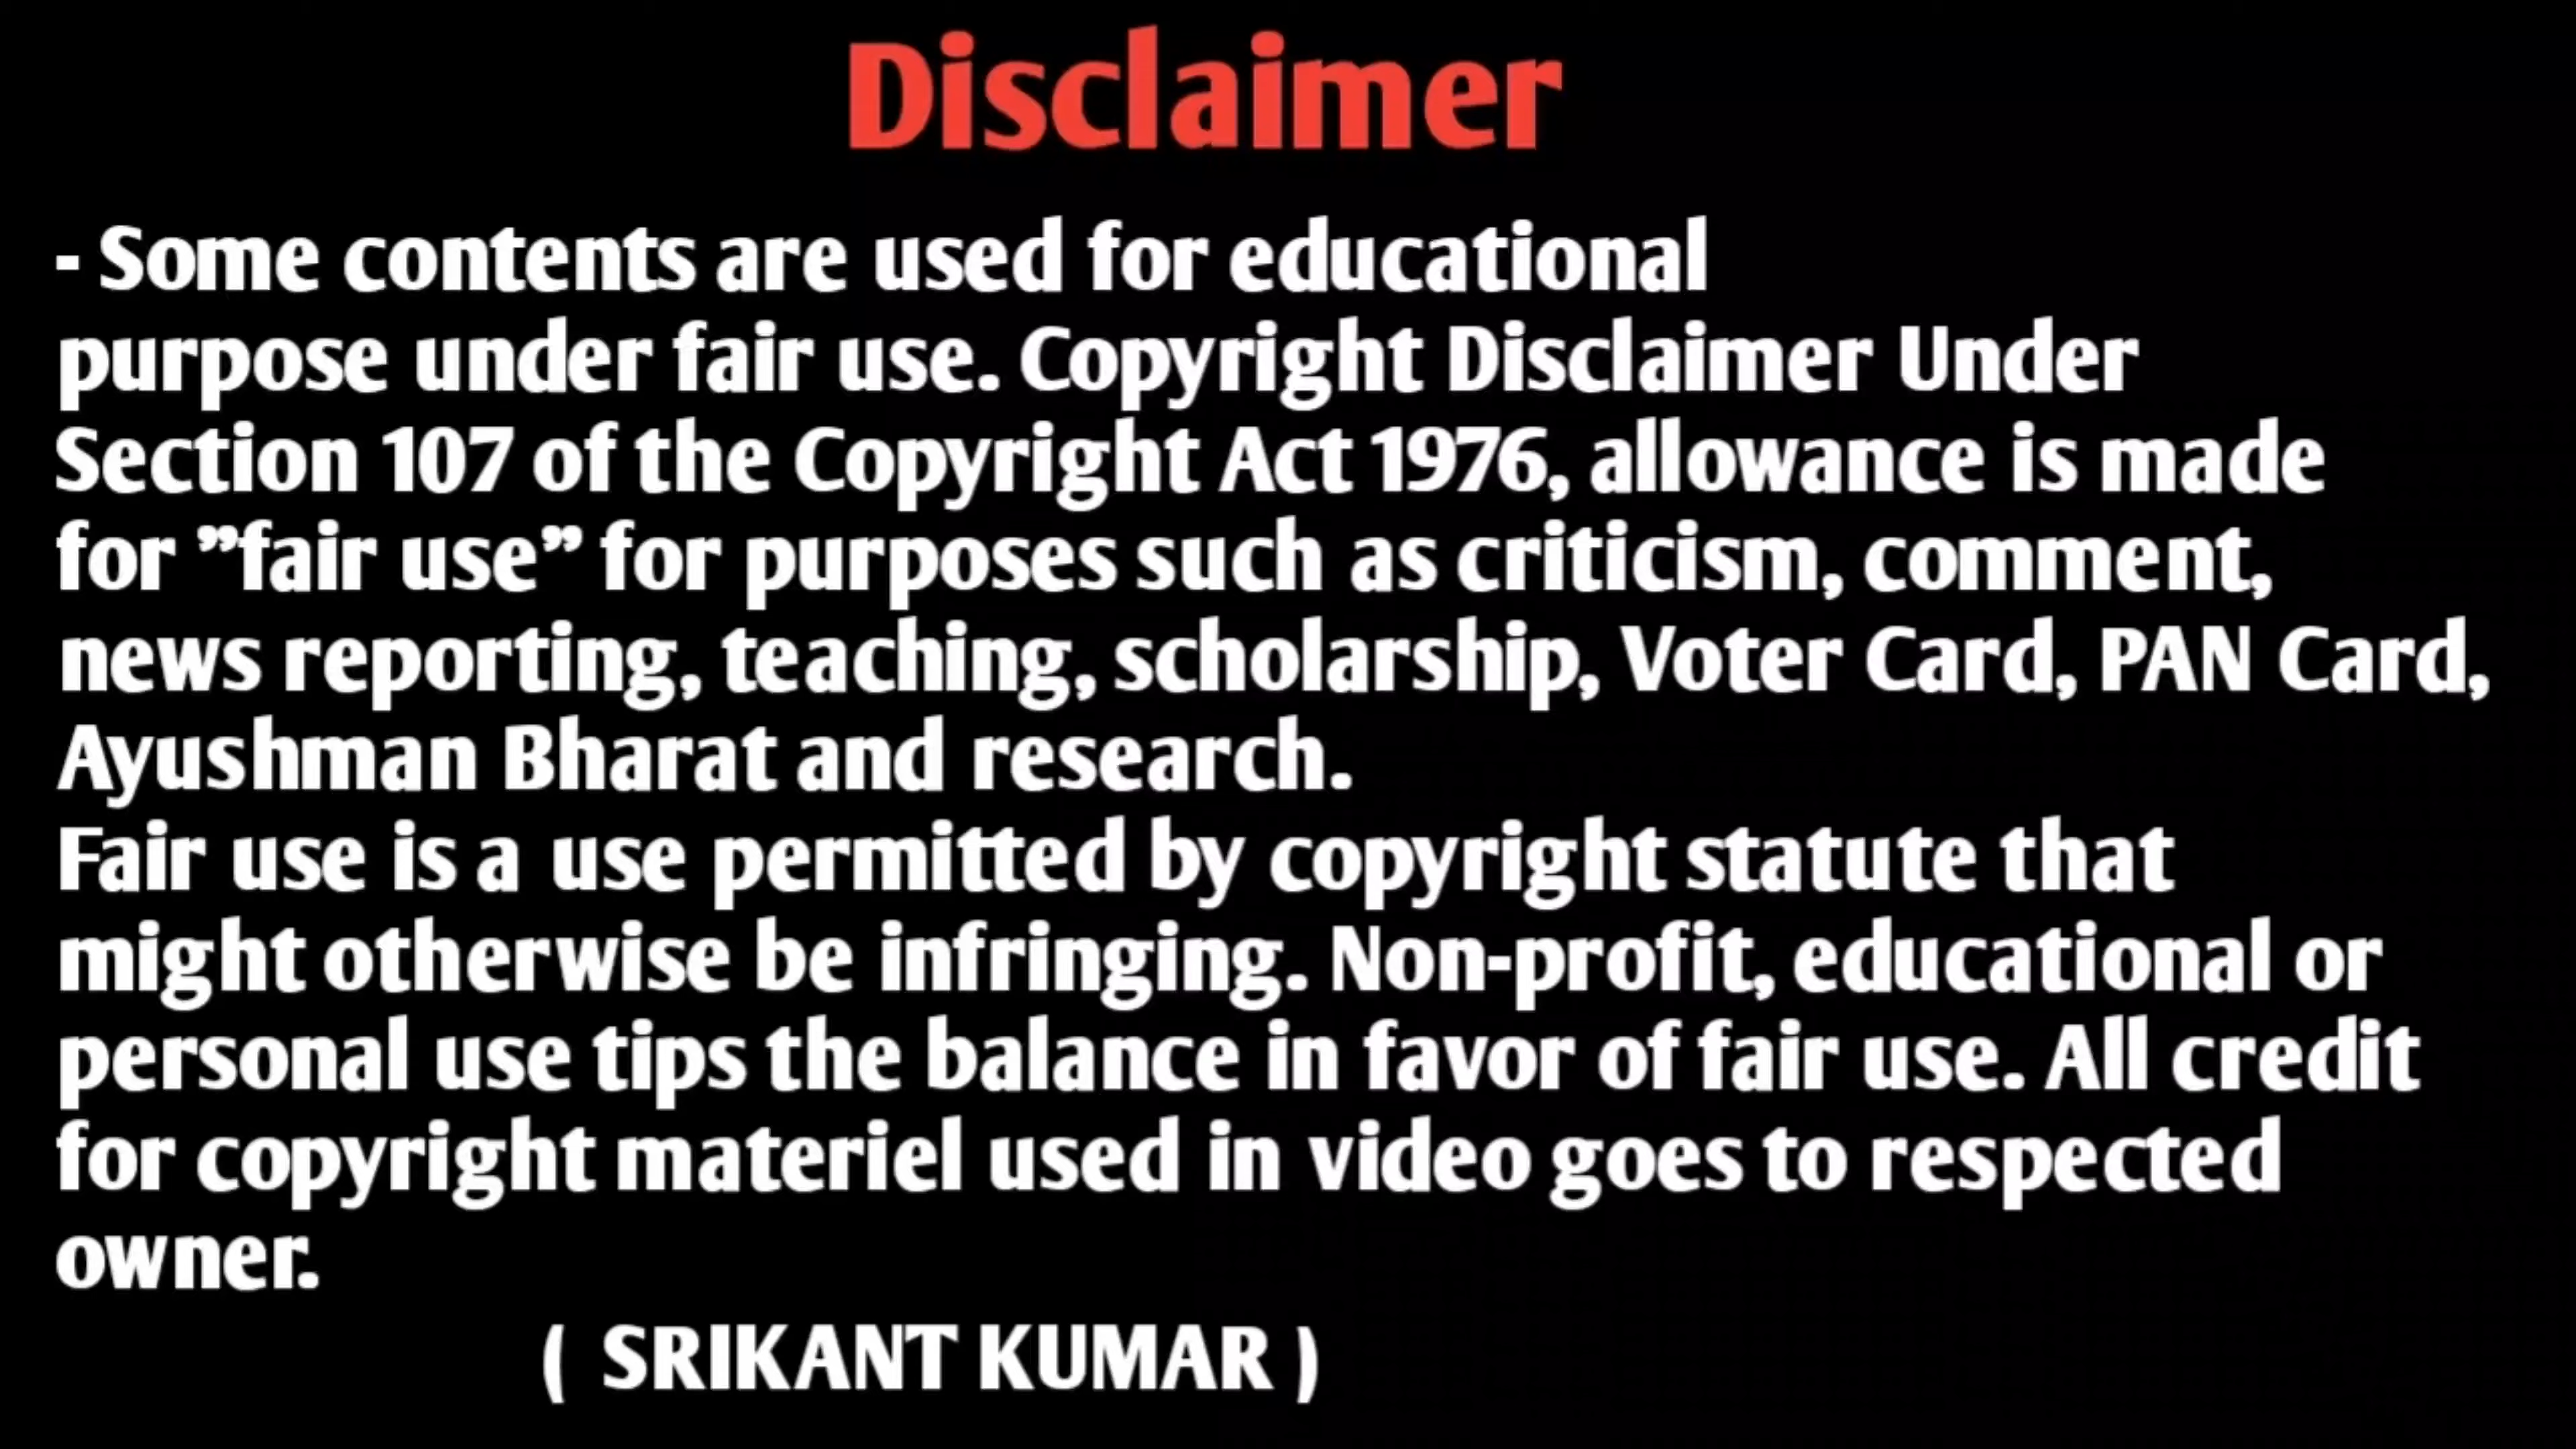 Disclaimer
- Some contents are used for educational
purpose under fair use. Copyright Disclaimer Under
Section 107 of the Copyright Act 1976, allowance is made
for ”fair use” for purposes such as criticism, comment,
news reporting, teaching, scholarship, Voter Card, PAN Card,
Ayushman Bharat and research.
Fair use is a use permitted by copyright statute that
might otherwise be infringing. Non-profit, educational or
personal use tips the balance in favor of fair use. All credit
for copyright materiel used in video goes to respected
owner.
( SRIKANT KUMAR )